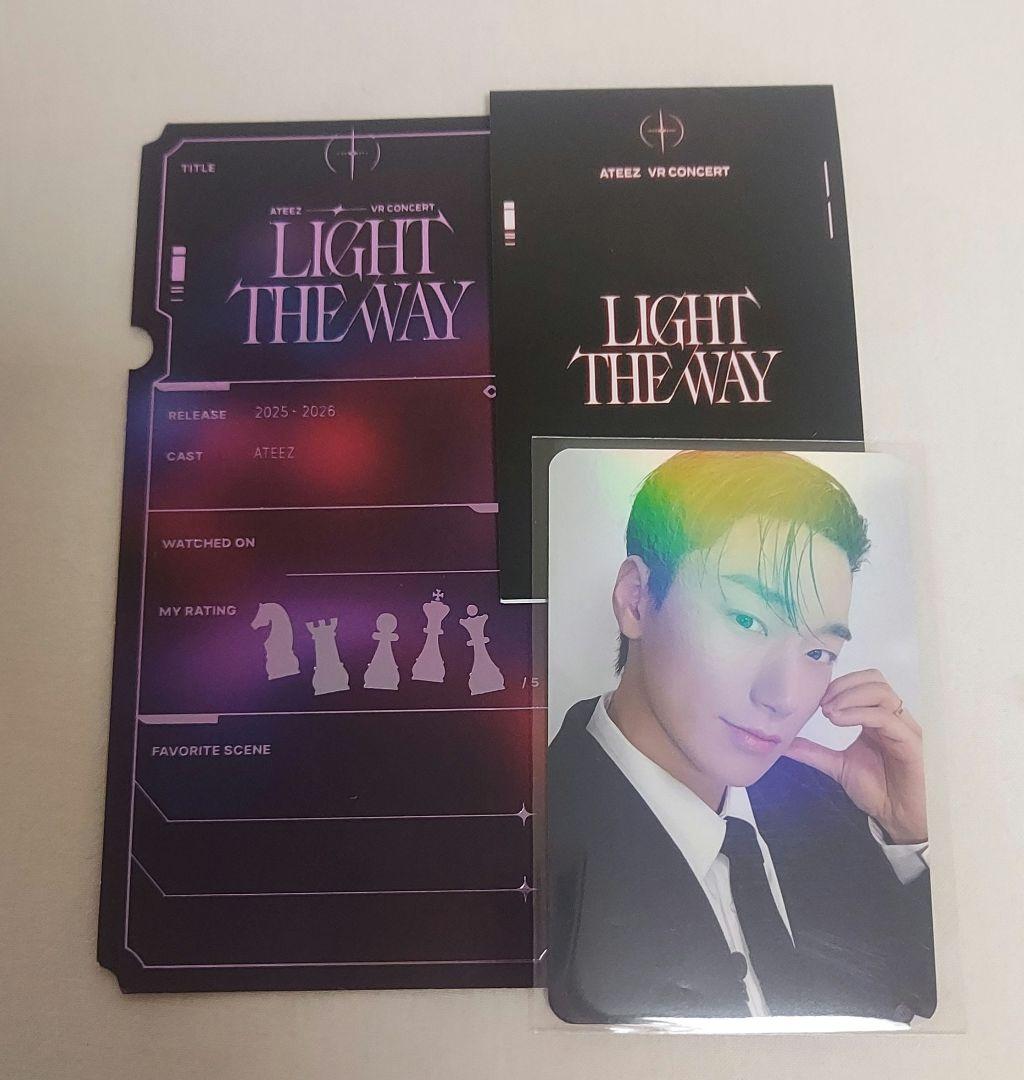 TITLE
ATEEZ VR CONCERT
LIGHT
THE WAY
RELEASE 2025 - 2026
CAST ATEEZ
WATCHED ON
MY RATING / 5
FAVORITE SCENE
ATEEZ VR CONCERT
LIGHT
THE WAY